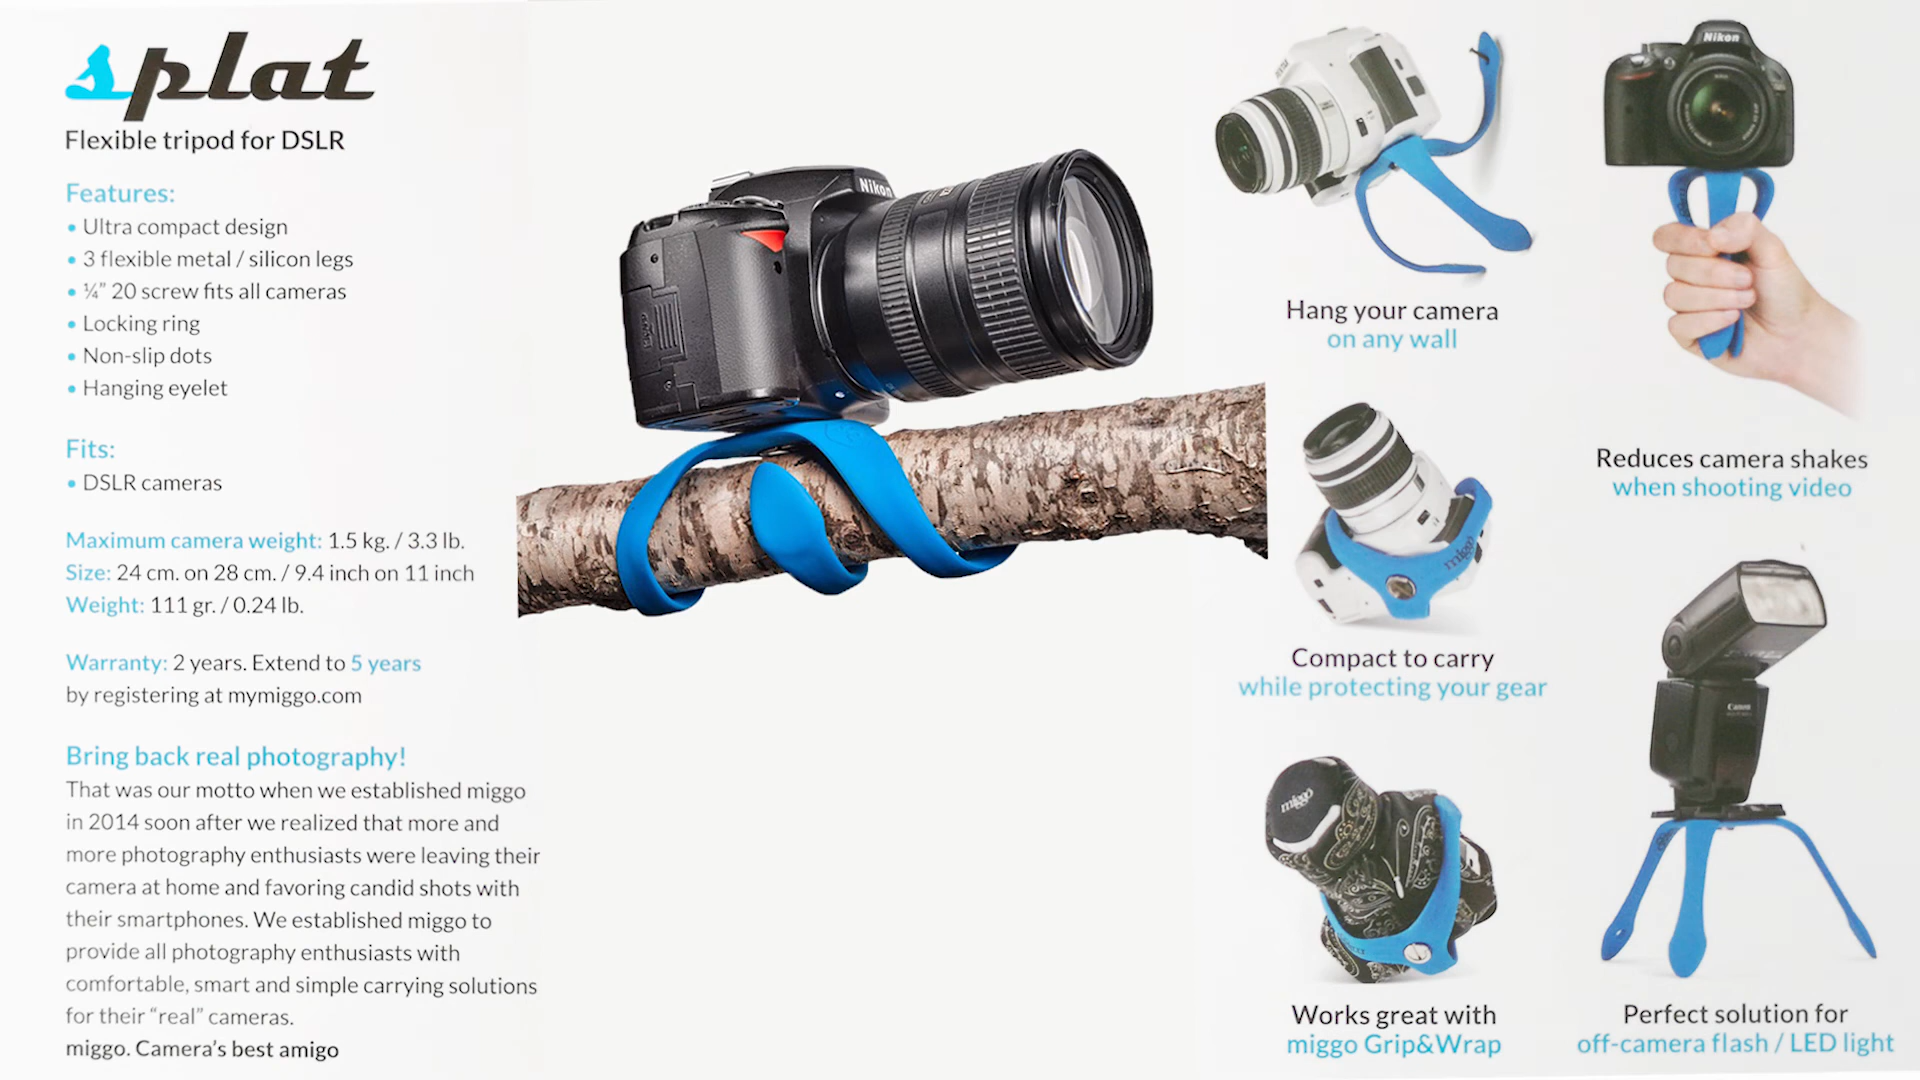 splat
Flexible tripod for DSLR
Features:
• Ultra compact design
• 3 flexible metal / silicon legs
• ¼” 20 screw fits all cameras
• Locking ring
• Non-slip dots
• Hanging eyelet
Fits:
• DSLR cameras
Maximum camera weight: 1.5 kg. / 3.3 lb.
Size: 24 cm. on 28 cm. / 9.4 inch on 11 inch
Weight: 111 gr. / 0.24 lb.
Warranty: 2 years. Extend to 5 years
by registering at mymiggo.com
Bring back real photography!
That was our motto when we established miggo
in 2014 soon after we realized that more and
more photography enthusiasts were leaving their
camera at home and favoring candid shots with
their smartphones. We established miggo to
provide all photography enthusiasts with
comfortable, smart and simple carrying solutions
for their “real” cameras.
miggo. Camera’s best amigo
Nikon
Hang your camera
on any wall
Nikon
Reduces camera shakes
when shooting video
miggo
Compact to carry
while protecting your gear
miggo
Works great with
miggo Grip&Wrap
Canon
Perfect solution for
off-camera flash / LED light